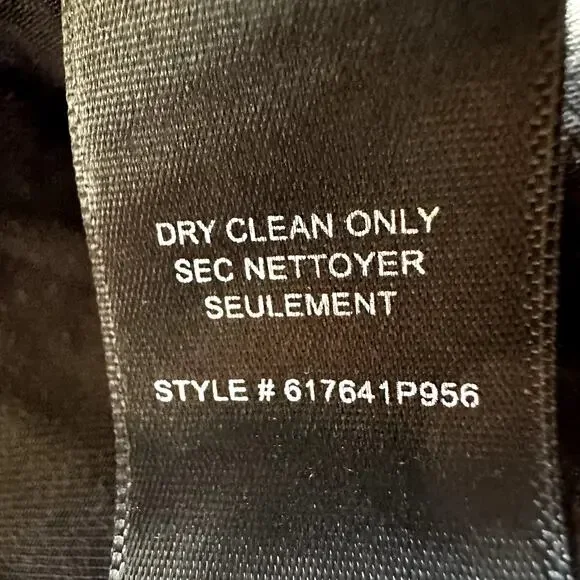 DRY CLEAN ONLY
SEC NETTOYER
SEULEMENT
STYLE # 617641P956